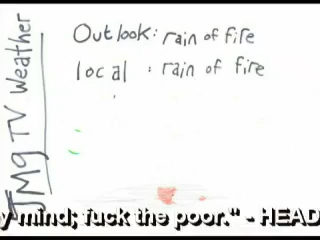 JMg TV Weather
Outlook: rain of fire
local : rain of fire
y mind; fuck the poor." - HEAD